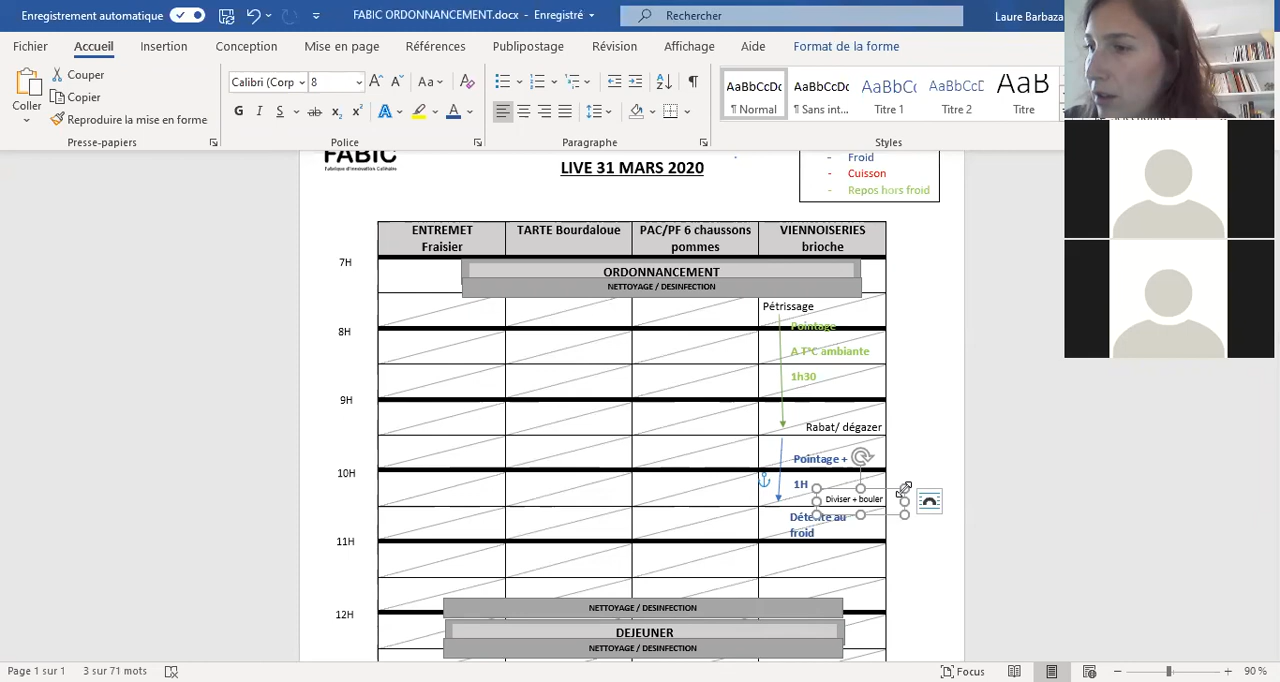 Enregistrement automatique
FABIC ORDONNANCEMENT.docx - Enregistré
Rechercher
Laure Barbaza
Fichier
Accueil
Insertion
Conception
Mise en page
Références
Publipostage
Révision
Affichage
Aide
Format de la forme
Coller
Couper
Copier
Reproduire la mise en forme
Presse-papiers
Calibri (Corp
8
Police
Paragraphe
AaBbCcDc
¶ Normal
AaBbCcDc
¶ Sans int...
AaBbCc
Titre 1
AaBbCcD
Titre 2
AaB
Titre
Styles
FABIC
Fabrique d'Innovation Culinaire
LIVE 31 MARS 2020
- Froid
- Cuisson
- Repos hors froid
ENTREMET
Fraisier
TARTE Bourdaloue
PAC/PF 6 chaussons
pommes
VIENNOISERIES
brioche
7H
ORDONNANCEMENT
NETTOYAGE / DESINFECTION
Pétrissage
8H
Pointage
A T°C ambiante
1h30
9H
Rabat/ dégazer
Pointage +
10H
1H
Diviser + bouler
Détente au
froid
11H
NETTOYAGE / DESINFECTION
12H
DEJEUNER
NETTOYAGE / DESINFECTION
Page 1 sur 1
3 sur 71 mots
Focus
90 %